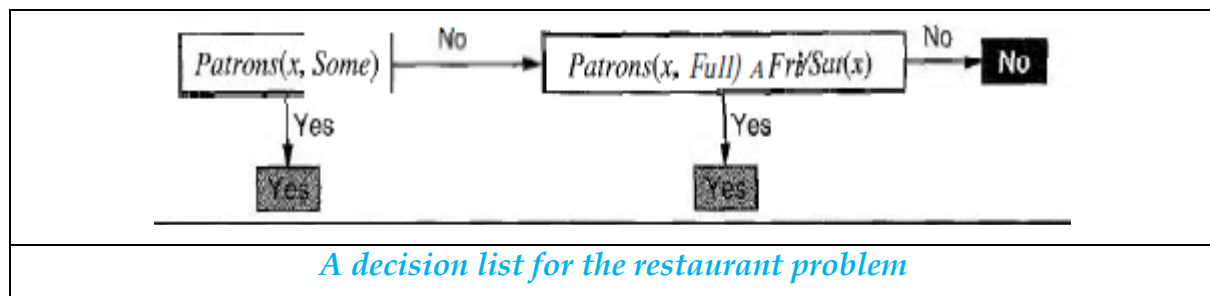 No No
Patrons(x, Some) Patrons(x, Full) A Fri/Sat(x) No
Yes Yes
Yes Yes
A decision list for the restaurant problem